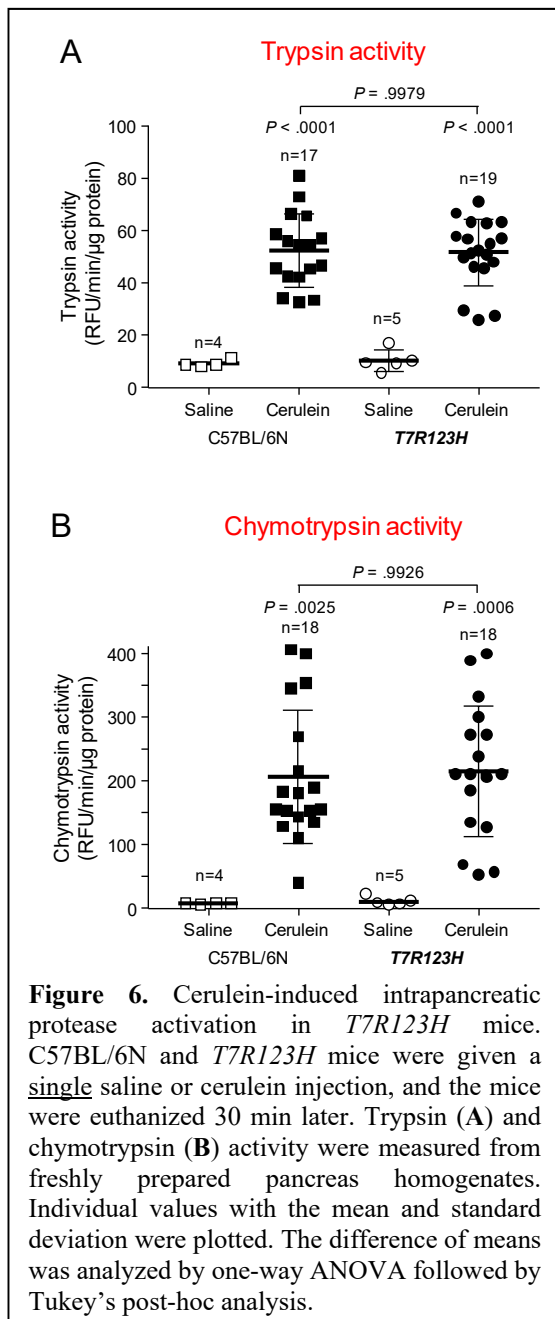 A
Trypsin activity
P = .9979
P < .0001
P < .0001
n=17
n=19
n=4
n=5
Trypsin activity
(RFU/min/µg protein)
100
80
60
40
20
0
Saline
Cerulein
Saline
Cerulein
C57BL/6N
T7R123H
B
Chymotrypsin activity
P = .9926
P = .0025
P = .0006
n=18
n=18
n=4
n=5
Chymotrypsin activity
(RFU/min/µg protein)
400
300
200
100
0
Saline
Cerulein
Saline
Cerulein
C57BL/6N
T7R123H
Figure 6. Cerulein-induced intrapancreatic
protease activation in T7R123H mice.
C57BL/6N and T7R123H mice were given a
single saline or cerulein injection, and the mice
were euthanized 30 min later. Trypsin (A) and
chymotrypsin (B) activity were measured from
freshly prepared pancreas homogenates.
Individual values with the mean and standard
deviation were plotted. The difference of means
was analyzed by one-way ANOVA followed by
Tukey's post-hoc analysis.